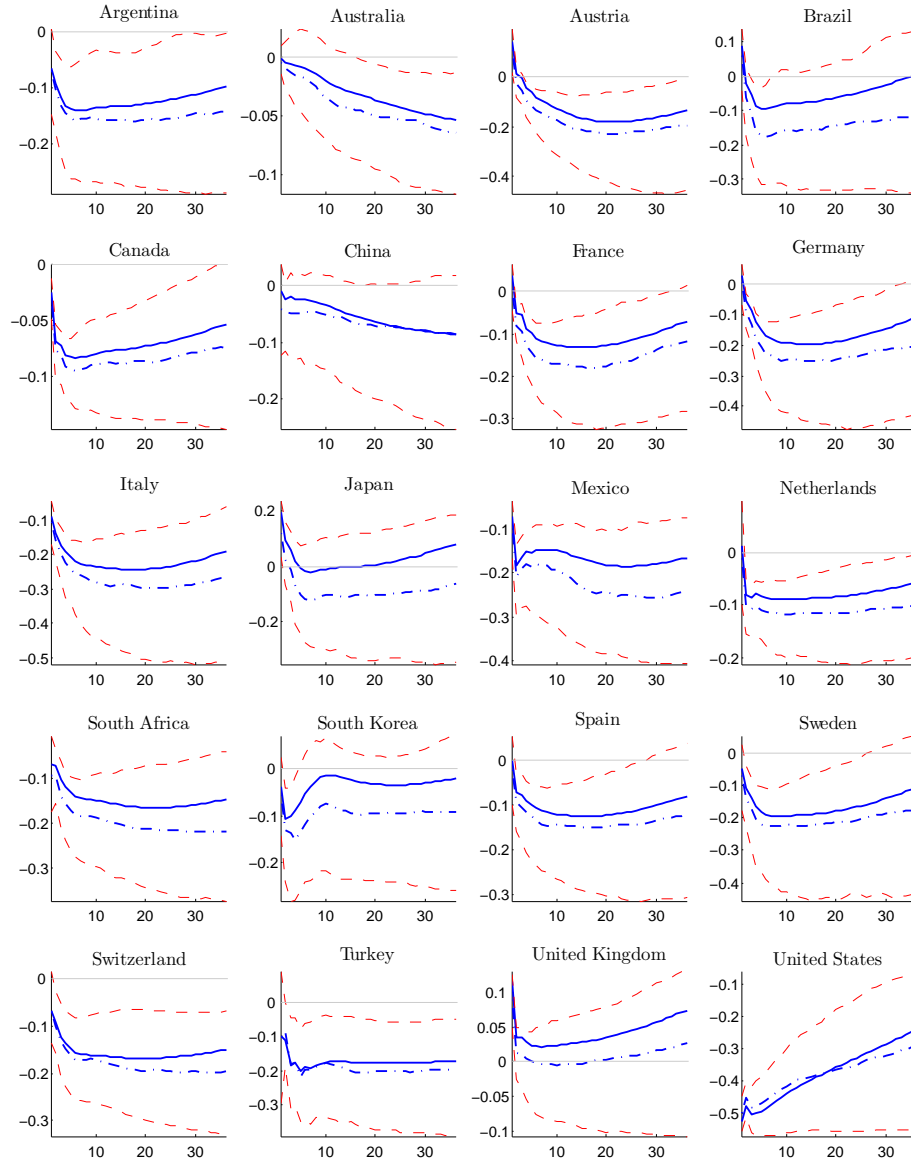 Argentina
Australia
Austria
Brazil
0
−0.1
−0.2
10 20 30
0
−0.05
−0.1
10 20 30
0
−0.2
−0.4
10 20 30
0.1
0
−0.1
−0.2
−0.3
10 20 30
Canada
China
France
Germany
0
−0.05
−0.1
10 20 30
0
−0.1
−0.2
10 20 30
0
−0.1
−0.2
−0.3
10 20 30
0
−0.1
−0.2
−0.3
−0.4
10 20 30
Italy
Japan
Mexico
Netherlands
−0.1
−0.2
−0.3
−0.4
−0.5
10 20 30
0.2
0
−0.2
10 20 30
−0.1
−0.2
−0.3
−0.4
10 20 30
0
−0.1
−0.2
10 20 30
South Africa
South Korea
Spain
Sweden
−0.1
−0.2
−0.3
10 20 30
0
−0.1
−0.2
10 20 30
0
−0.1
−0.2
−0.3
10 20 30
0
−0.1
−0.2
−0.3
−0.4
10 20 30
Switzerland
Turkey
United Kingdom
United States
0
−0.1
−0.2
−0.3
10 20 30
0
−0.1
−0.2
−0.3
10 20 30
0.1
0.05
0
−0.05
−0.1
10 20 30
−0.1
−0.2
−0.3
−0.4
−0.5
10 20 30